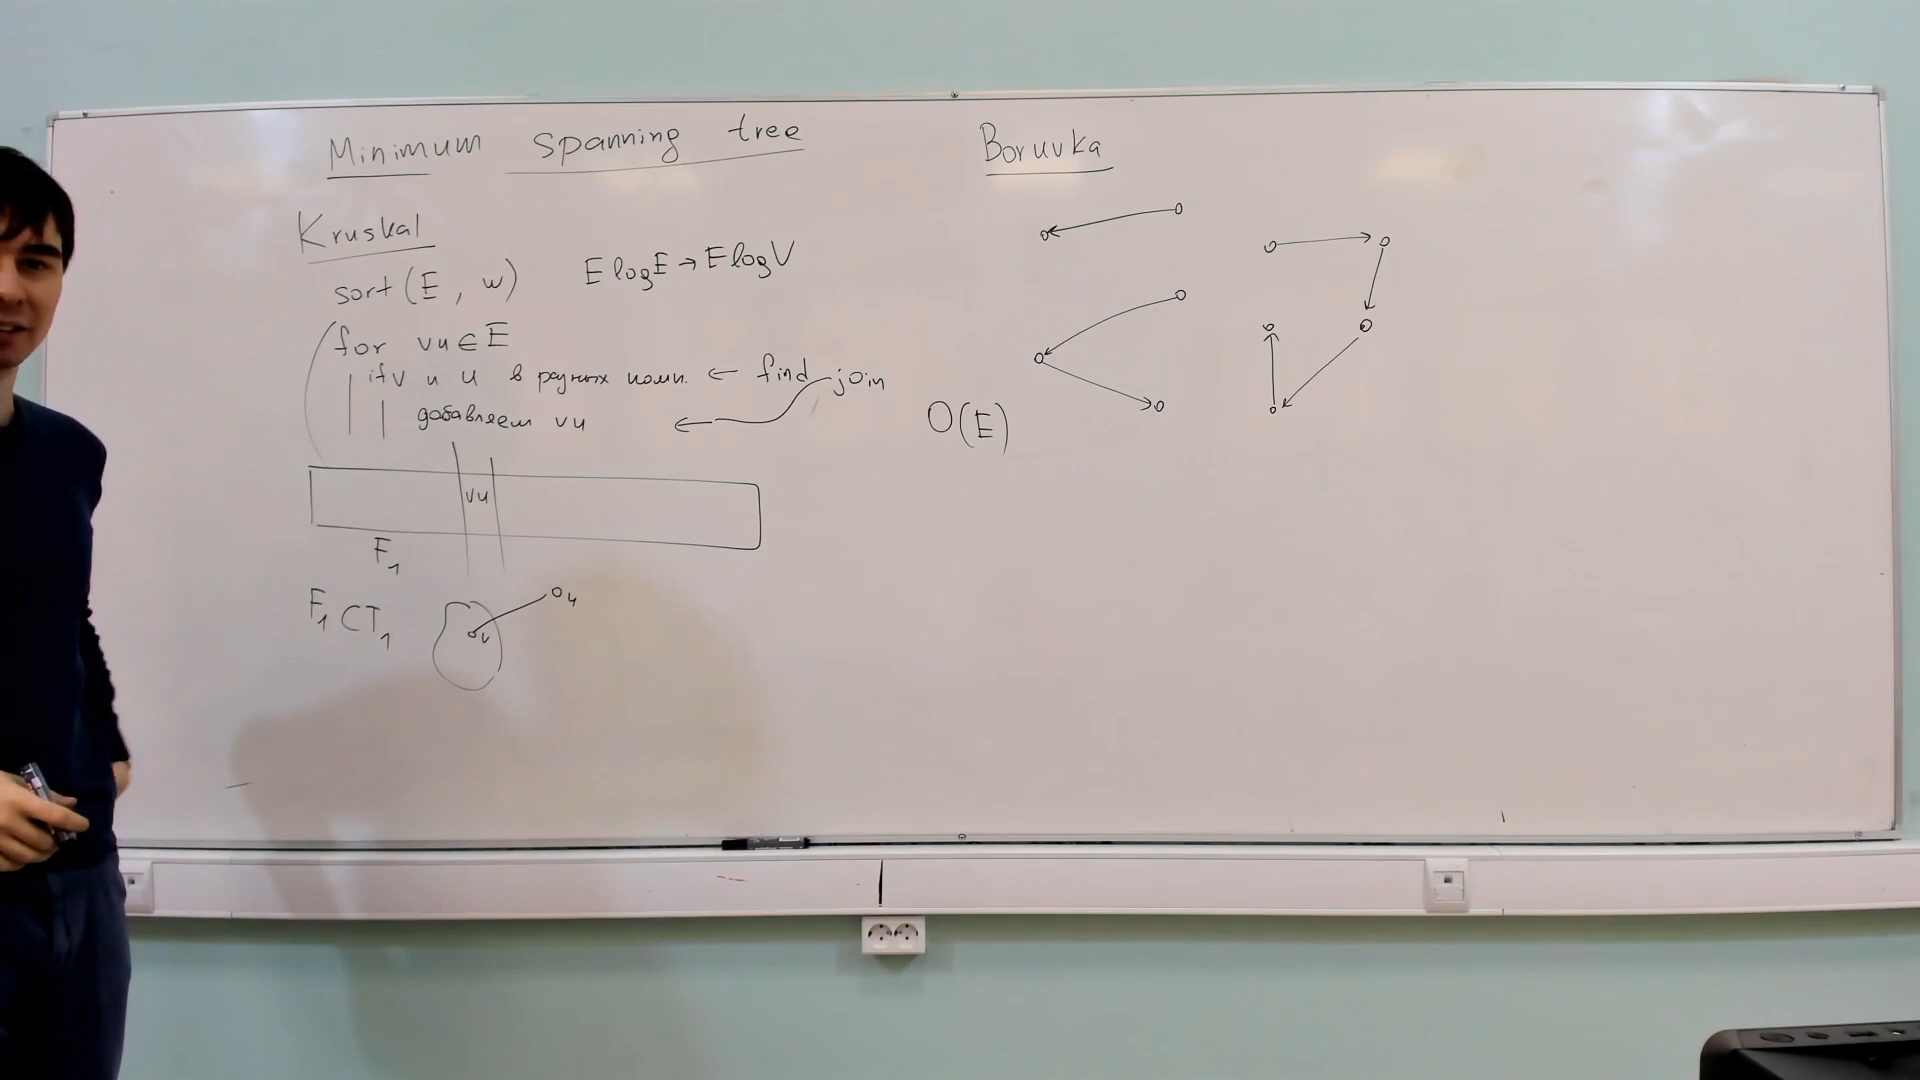 Minimum spanning tree
Kruskal
sort (E, w) E log E → E log V
for vu ∈ E
if v и u в разных комп. ← find join
добавляем vu ←
vu
F₁
F₁ ⊂ T₁
v u
Boruvka
O(E)